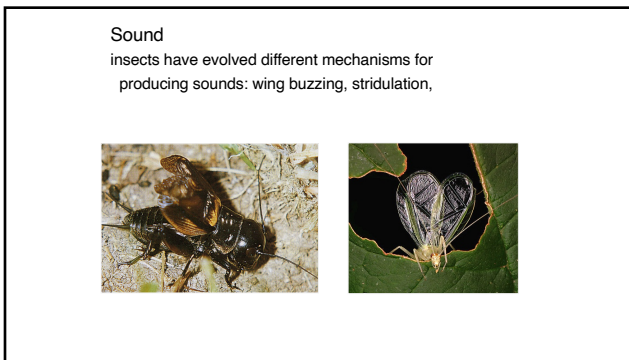 Sound
insects have evolved different mechanisms for
producing sounds: wing buzzing, stridulation,